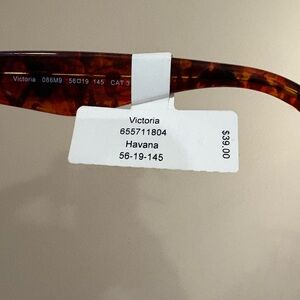 Victoria 086M9 56□19 145 CAT 3
Victoria
655711804
Havana
56-19-145
$39.00